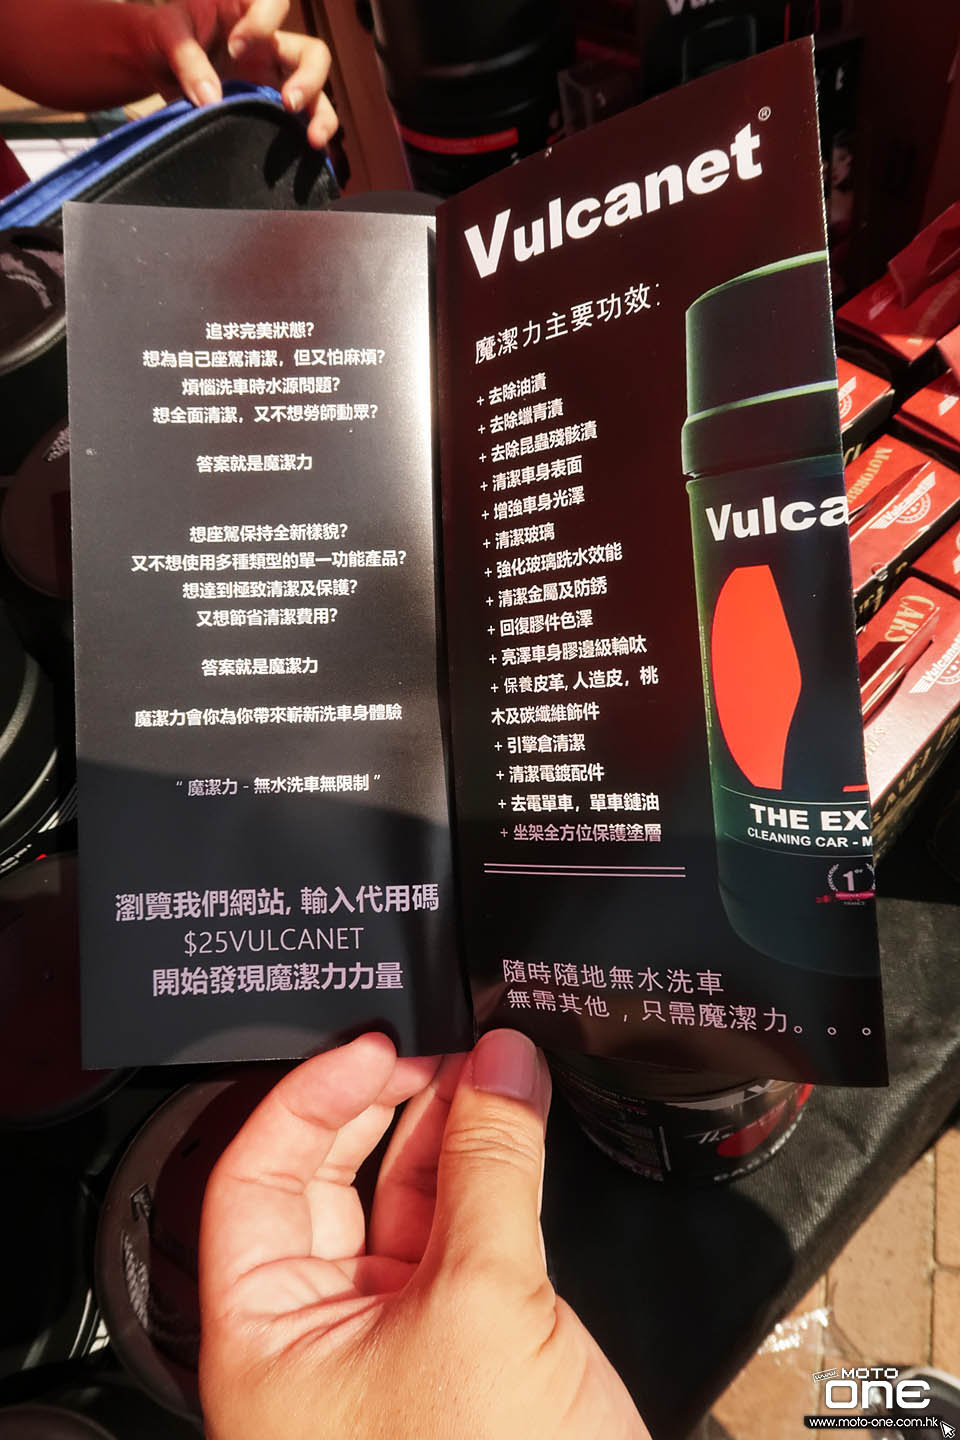 追求完美狀態?
想為自己座駕清潔，但又怕麻煩?
煩惱洗車時水源問題?
想全面清潔，又不想勞師動眾?
答案就是魔潔力
想座駕保持全新樣貌?
又不想使用多種類型的單一功能產品?
想達到極致清潔及保護?
又想節省清潔費用?
答案就是魔潔力
魔潔力會你為你帶來嶄新洗車身體驗
“ 魔潔力 - 無水洗車無限制 ”
瀏覽我們網站, 輸入代用碼
$25VULCANET
開始發現魔潔力力量
Vulcanet®
魔潔力主要功效:
+ 去除油漬
+ 去除蠟青漬
+ 去除昆蟲殘骸漬
+ 清潔車身表面
+ 增強車身光澤
+ 清潔玻璃
+ 強化玻璃跣水效能
+ 清潔金屬及防銹
+ 回復膠件色澤
+ 亮澤車身膠邊級輪呔
+ 保養皮革, 人造皮，桃
木及碳纖維飾件
+ 引擎倉清潔
+ 清潔電鍍配件
+ 去電單車，單車鏈油
+ 坐架全方位保護塗層
隨時隨地無水洗車
無需其他，只需魔潔力。。。
Vulca
THE EX
CLEANING CAR - M
1er
CARS
Vulcanet
MOTO
ONE
www.moto-one.com.hk